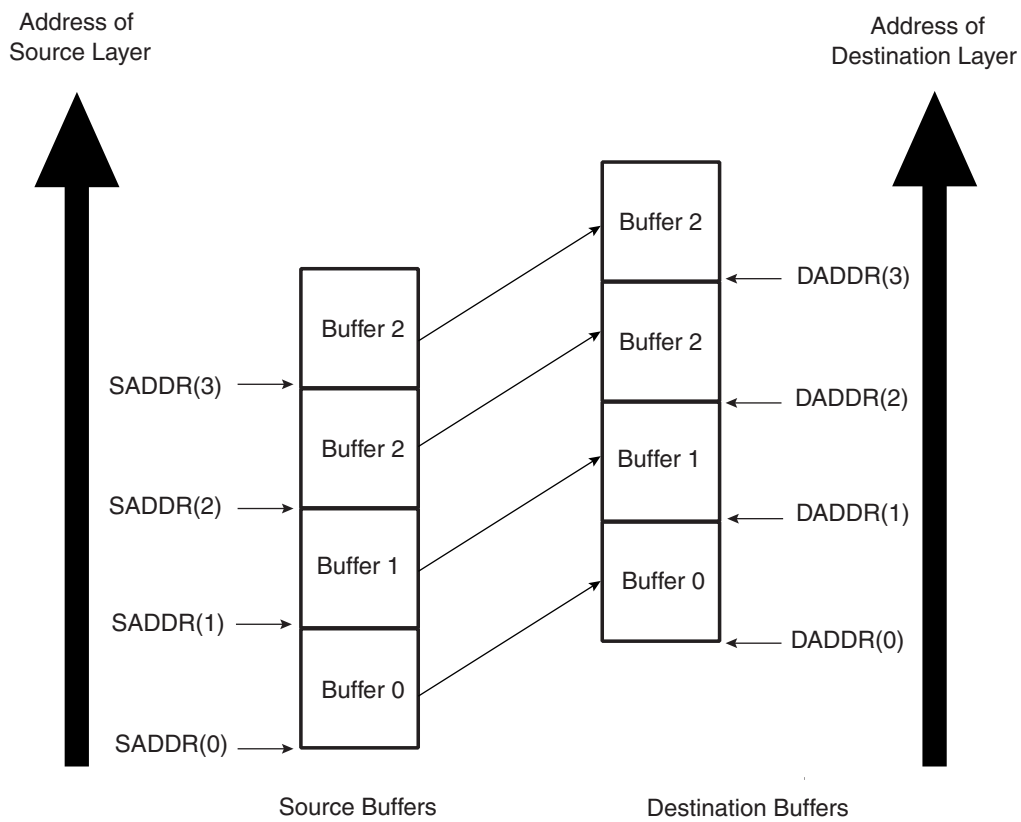 Address of
Source Layer
Address of
Destination Layer
Buffer 2
DADDR(3)
Buffer 2
Buffer 2
SADDR(3)
DADDR(2)
Buffer 2
Buffer 1
SADDR(2)
DADDR(1)
Buffer 1
Buffer 0
SADDR(1)
DADDR(0)
Buffer 0
SADDR(0)
Source Buffers
Destination Buffers